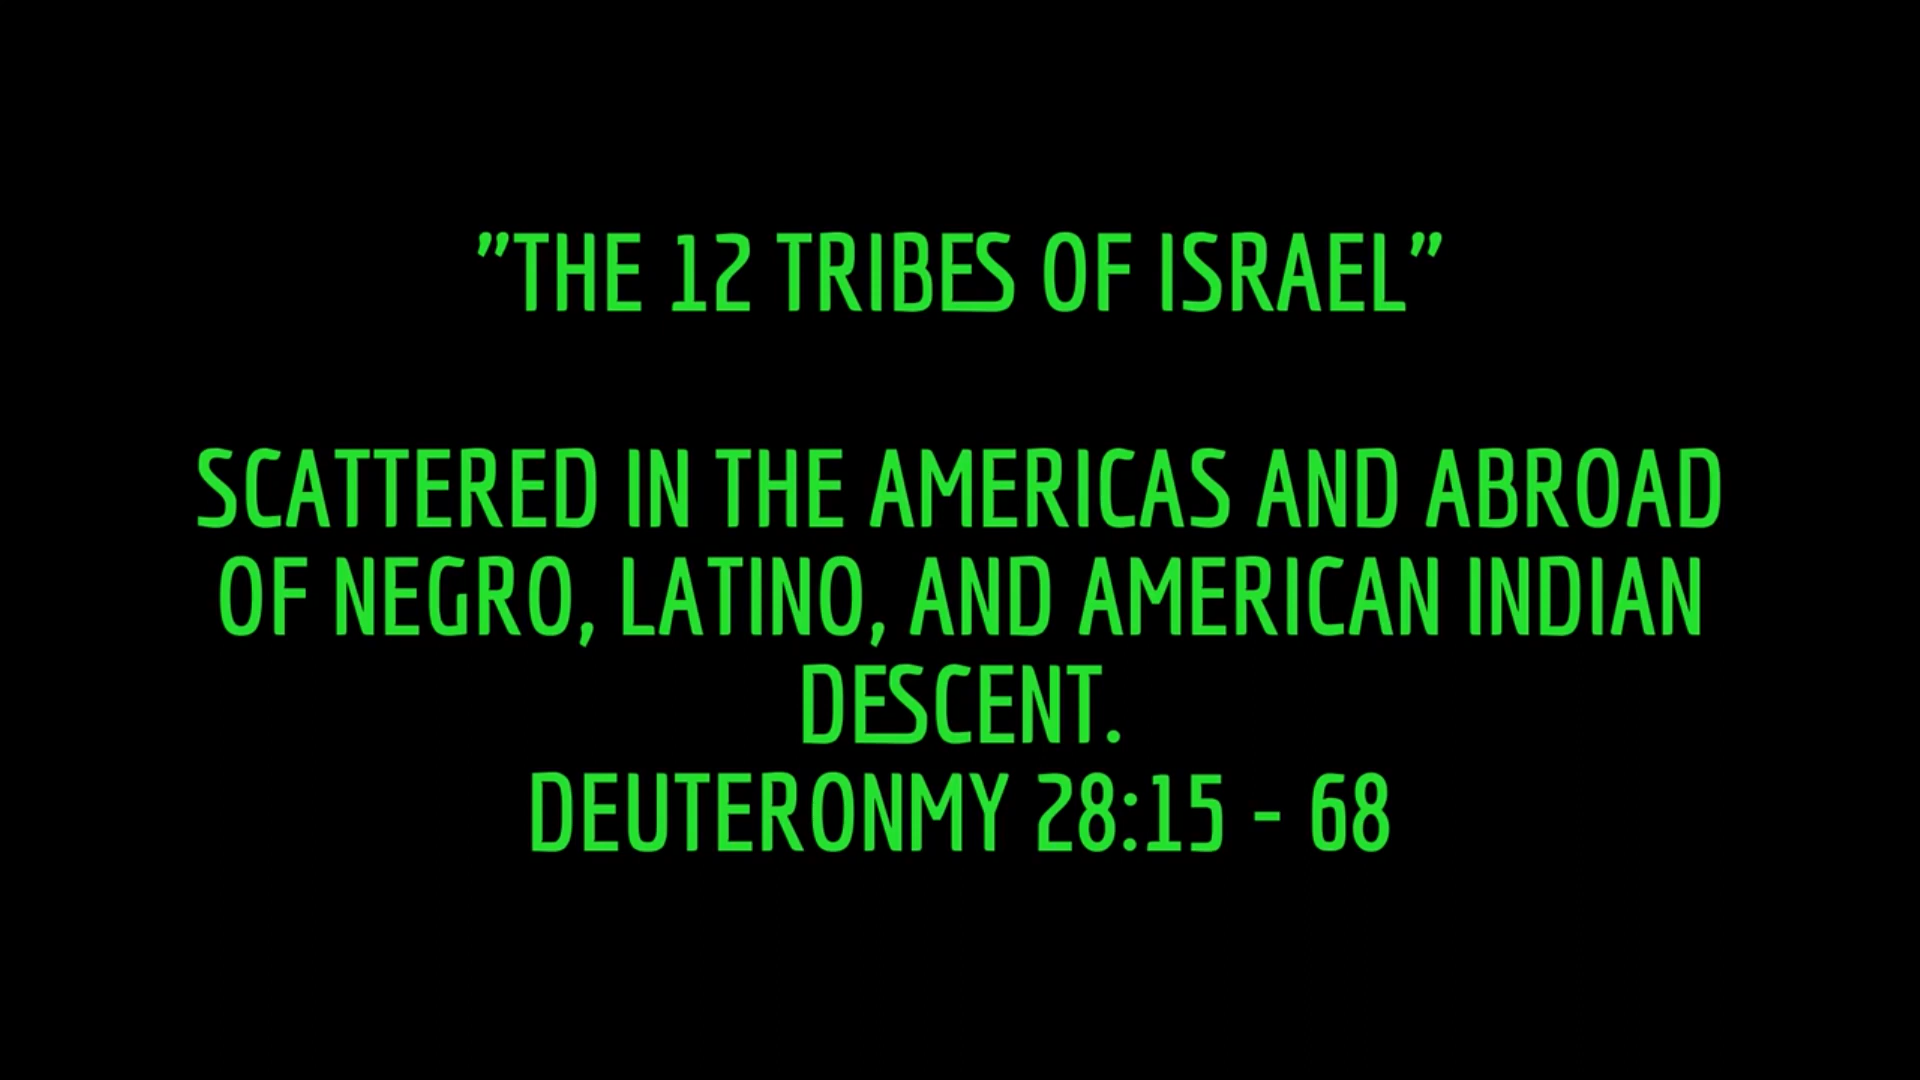 "THE 12 TRIBES OF ISRAEL"
SCATTERED IN THE AMERICAS AND ABROAD
OF NEGRO, LATINO, AND AMERICAN INDIAN
DESCENT.
DEUTERONMY 28:15 - 68